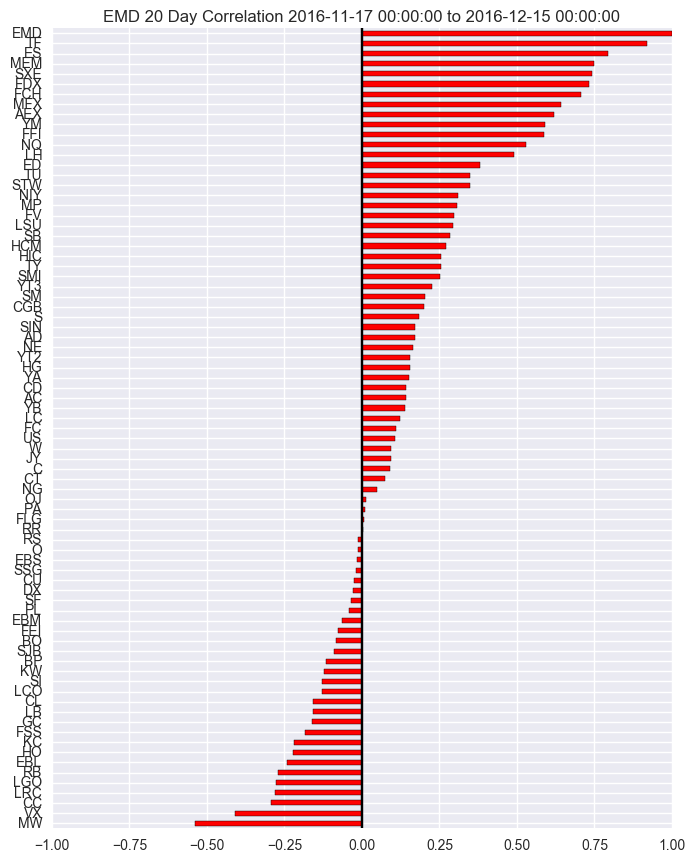 EMD 20 Day Correlation 2016-11-17 00:00:00 to 2016-12-15 00:00:00
EMD
TF
ES
MEM
SXE
FDX
FCH
MFX
AEX
YM
FFI
NQ
LH
ED
TU
STW
NIY
MP
FV
LSU
SB
HCM
HIC
TY
SMI
YT3
SM
CGB
S
SIN
AD
NE
YT2
HG
YA
CD
AC
YB
LC
FC
US
W
JY
C
CT
NG
OJ
PA
FLG
RR
RS
O
EBS
SSG
CU
DX
SF
PL
EBM
FEI
BO
SJB
BP
KW
SI
LCO
CL
LB
GC
FSS
KC
HO
EBL
RB
LGO
LRC
CC
VX
MW
−1.00 −0.75 −0.50 −0.25 0.00 0.25 0.50 0.75 1.00